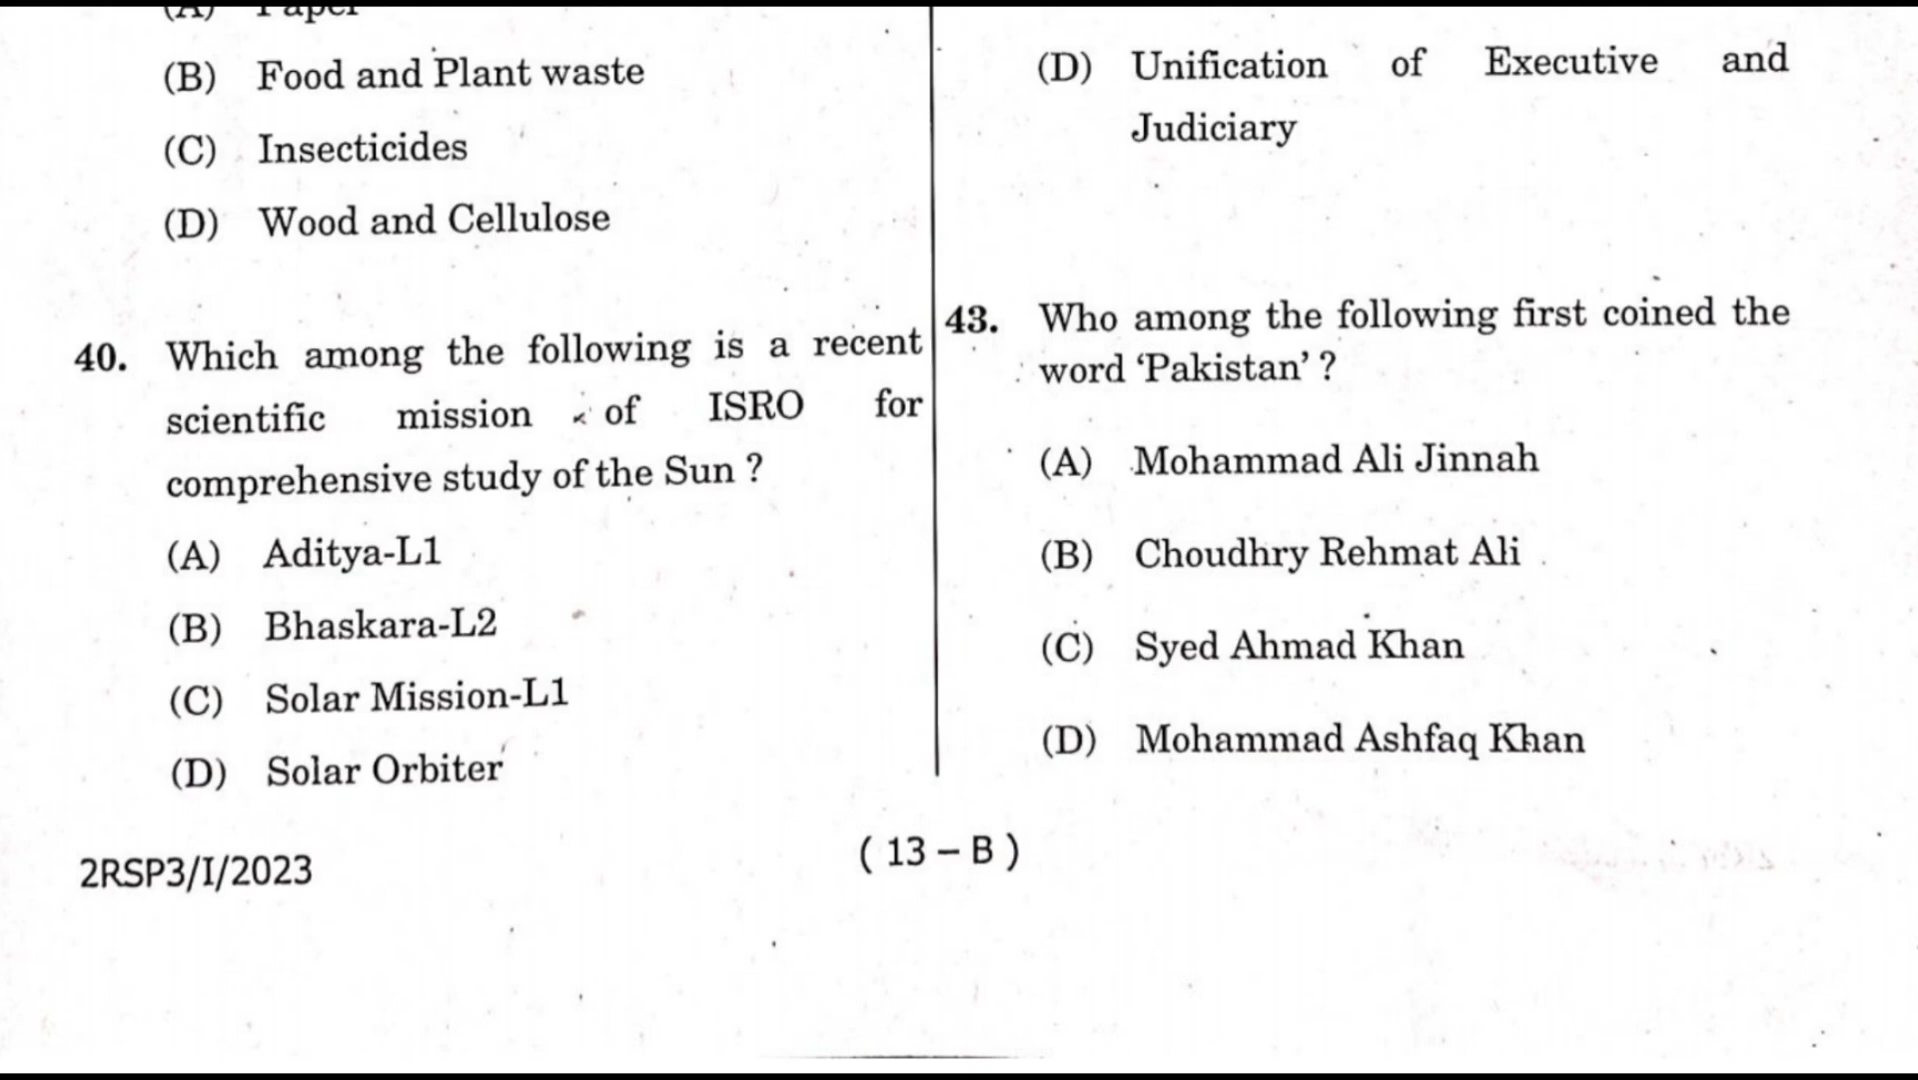 (A) Paper
(B) Food and Plant waste
(C) Insecticides
(D) Wood and Cellulose
40. Which among the following is a recent
scientific mission of ISRO for
comprehensive study of the Sun ?
(A) Aditya-L1
(B) Bhaskara-L2
(C) Solar Mission-L1
(D) Solar Orbiter
(D) Unification of Executive and
Judiciary
43. Who among the following first coined the
word ‘Pakistan’ ?
(A) Mohammad Ali Jinnah
(B) Choudhry Rehmat Ali
(C) Syed Ahmad Khan
(D) Mohammad Ashfaq Khan
2RSP3/I/2023
( 13 – B )